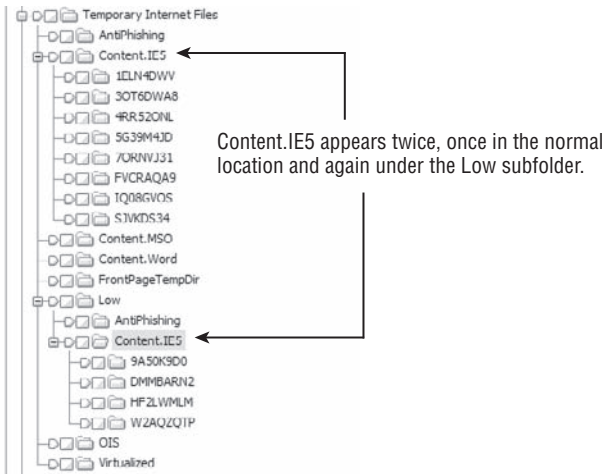 Temporary Internet Files
AntiPhishing
Content.IE5
1ELN4DWV
3OT6DWA8
4RR52ONL
5G39M4JD
7ORNVJ31
FVCRAQA9
IQ08GVOS
SJVKDS34
Content.MSO
Content.Word
FrontPageTempDir
Low
AntiPhishing
Content.IE5
9A50K9D0
DMMBARN2
HF2LWMLM
W2AQZQTP
OIS
Virtualized
Content.IE5 appears twice, once in the normal
location and again under the Low subfolder.